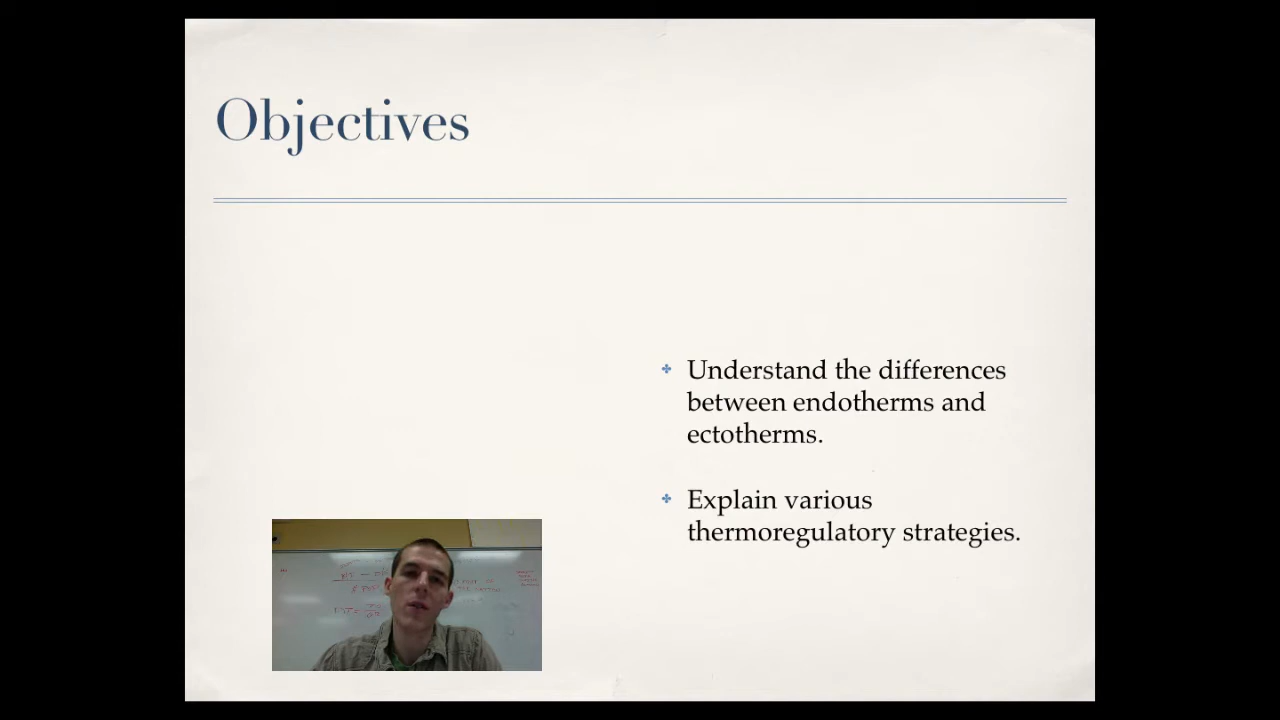 Objectives
Understand the differences
between endotherms and
ectotherms.
Explain various
thermoregulatory strategies.